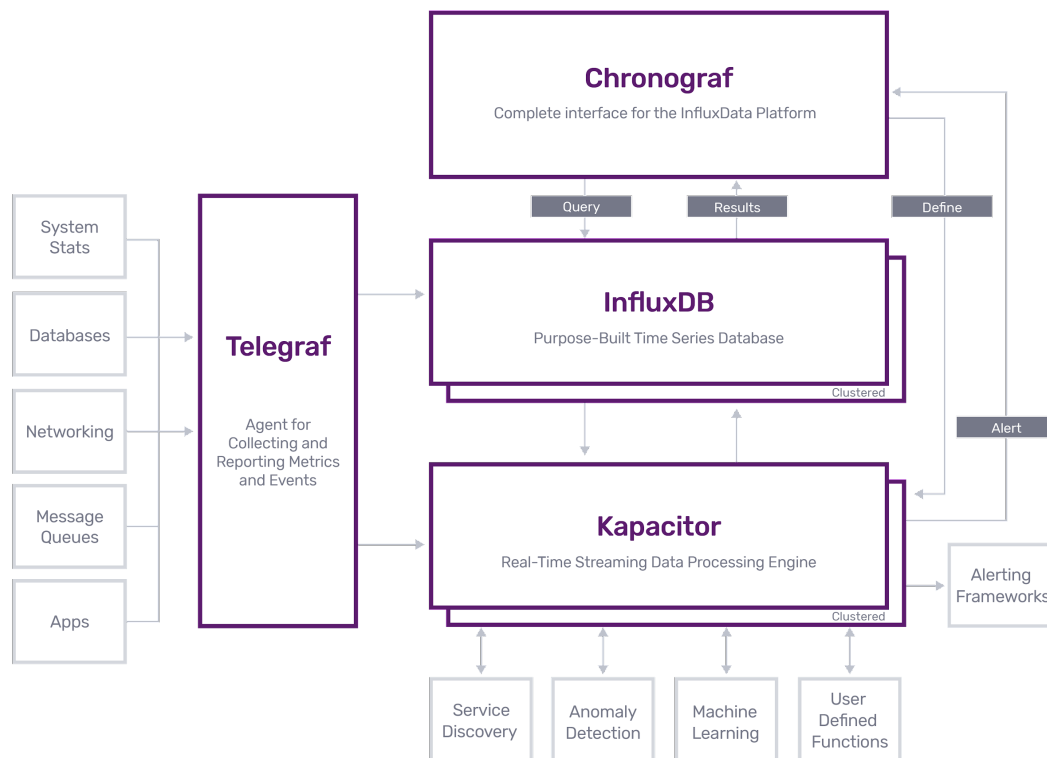 Chronograf
Complete interface for the InfluxData Platform
Query
Results
Define
System
Stats
Databases
Networking
Message
Queues
Apps
Telegraf
Agent for
Collecting and
Reporting Metrics
and Events
InfluxDB
Purpose-Built Time Series Database
Clustered
Alert
Kapacitor
Real-Time Streaming Data Processing Engine
Clustered
Alerting
Frameworks
Service
Discovery
Anomaly
Detection
Machine
Learning
User
Defined
Functions